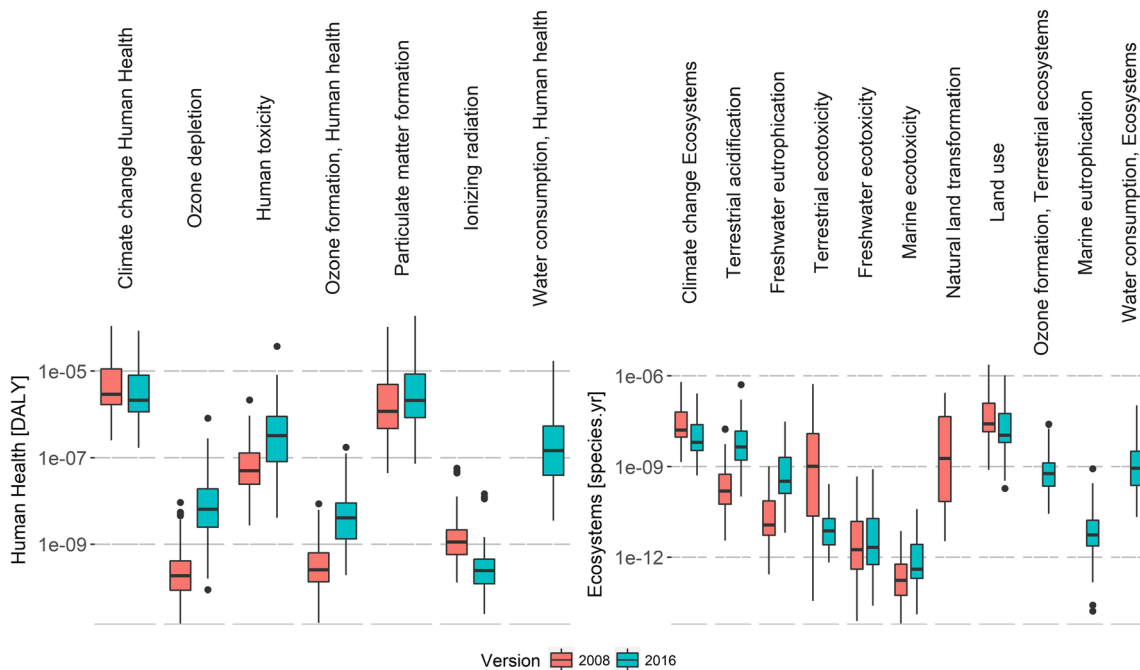 Climate change Human Health
Ozone depletion
Human toxicity
Ozone formation, Human health
Particulate matter formation
Ionizing radiation
Water consumption, Human health
Human Health [DALY]
1e-05
1e-07
1e-09
Climate change Ecosystems
Terrestrial acidification
Freshwater eutrophication
Terrestrial ecotoxicity
Freshwater ecotoxicity
Marine ecotoxicity
Natural land transformation
Land use
Ozone formation, Terrestrial ecosystems
Marine eutrophication
Water consumption, Ecosystems
Ecosystems [species.yr]
1e-06
1e-09
1e-12
Version 2008 2016